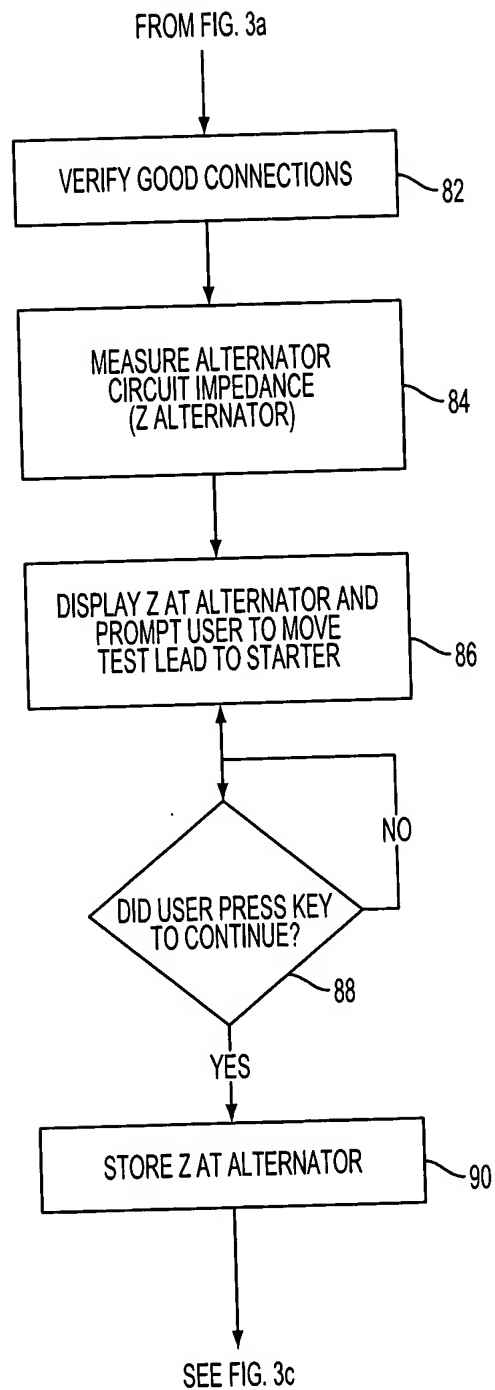 FROM FIG. 3a
VERIFY GOOD CONNECTIONS
82
MEASURE ALTERNATOR
CIRCUIT IMPEDANCE
(Z ALTERNATOR)
84
DISPLAY Z AT ALTERNATOR AND
PROMPT USER TO MOVE
TEST LEAD TO STARTER
86
NO
DID USER PRESS KEY
TO CONTINUE?
88
YES
STORE Z AT ALTERNATOR
90
SEE FIG. 3c